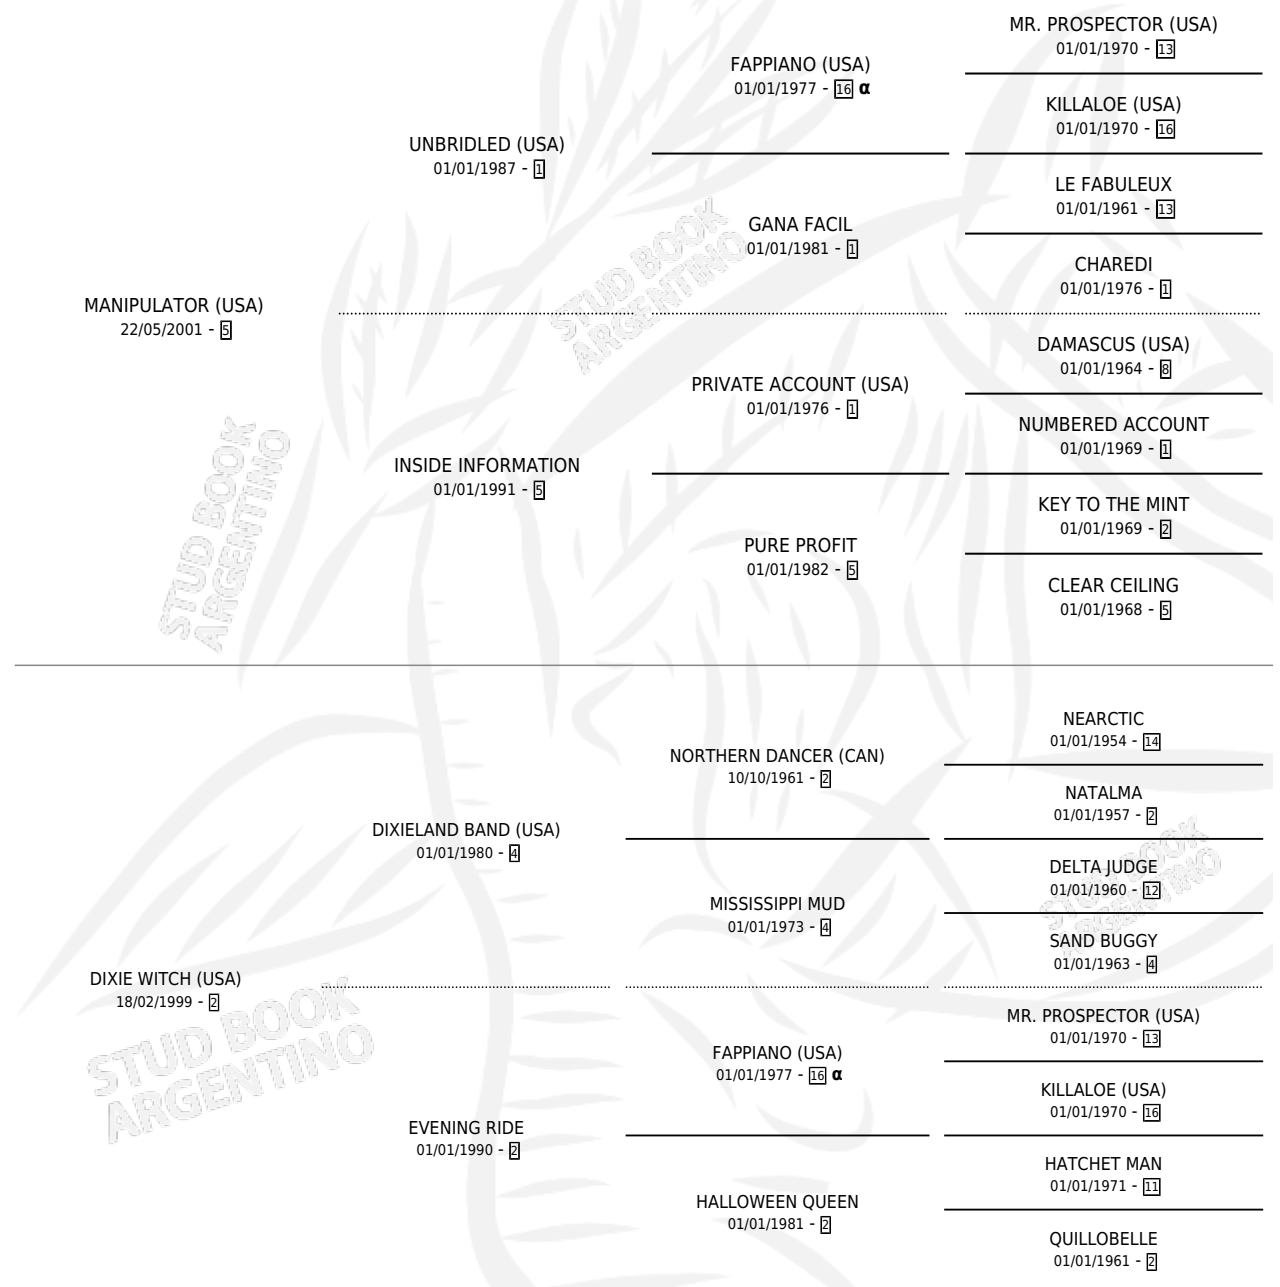 MR. PROSPECTOR (USA)
01/01/1970 - 13
FAPPIANO (USA)
01/01/1977 - 16 α
KILLALOE (USA)
01/01/1970 - 16
UNBRIDLED (USA)
01/01/1987 - 1
LE FABULEUX
01/01/1961 - 13
GANA FACIL
01/01/1981 - 1
CHAREDI
01/01/1976 - 1
MANIPULATOR (USA)
22/05/2001 - 5
DAMASCUS (USA)
01/01/1964 - 8
PRIVATE ACCOUNT (USA)
01/01/1976 - 1
NUMBERED ACCOUNT
01/01/1969 - 1
INSIDE INFORMATION
01/01/1991 - 5
KEY TO THE MINT
01/01/1969 - 2
PURE PROFIT
01/01/1982 - 5
CLEAR CEILING
01/01/1968 - 5
NEARCTIC
01/01/1954 - 14
NORTHERN DANCER (CAN)
10/10/1961 - 2
NATALMA
01/01/1957 - 2
DIXIELAND BAND (USA)
01/01/1980 - 4
DELTA JUDGE
01/01/1960 - 12
MISSISSIPPI MUD
01/01/1973 - 4
SAND BUGGY
01/01/1963 - 4
DIXIE WITCH (USA)
18/02/1999 - 2
MR. PROSPECTOR (USA)
01/01/1970 - 13
FAPPIANO (USA)
01/01/1977 - 16 α
KILLALOE (USA)
01/01/1970 - 16
EVENING RIDE
01/01/1990 - 2
HATCHET MAN
01/01/1971 - 11
HALLOWEEN QUEEN
01/01/1981 - 2
QUILLOBELLE
01/01/1961 - 2
STUD BOOK
ARGENTINO
STUD BOOK
ARGENTINO
STUD BOOK
ARGENTINO
STUD BOOK
ARGENTINO